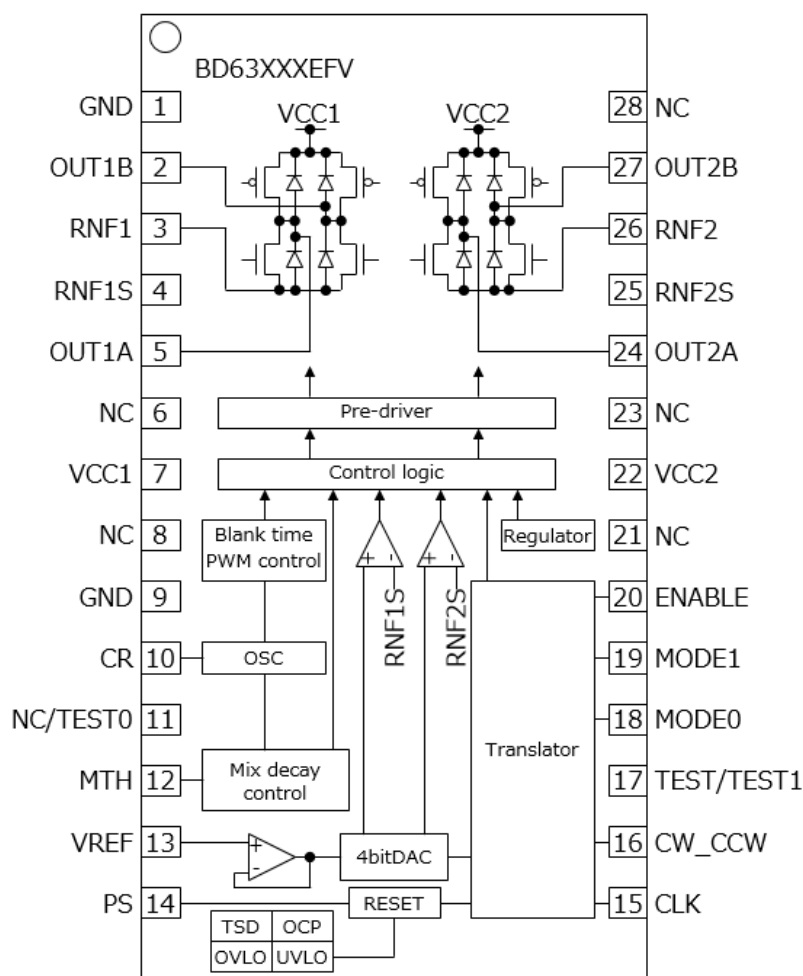 BD63XXXEFV
VCC1 VCC2
GND 1
OUT1B 2
RNF1 3
RNF1S 4
OUT1A 5
NC 6
VCC1 7
NC 8
GND 9
CR 10
NC/TEST0 11
MTH 12
VREF 13
PS 14
28 NC
27 OUT2B
26 RNF2
25 RNF2S
24 OUT2A
23 NC
22 VCC2
21 NC
20 ENABLE
19 MODE1
18 MODE0
17 TEST/TEST1
16 CW_CCW
15 CLK
Pre-driver
Control logic
Blank time
PWM control
+ -
+ -
Regulator
RNF1S
RNF2S
OSC
Translator
Mix decay
control
+
-
4bitDAC
RESET
TSD OCP
OVLO UVLO